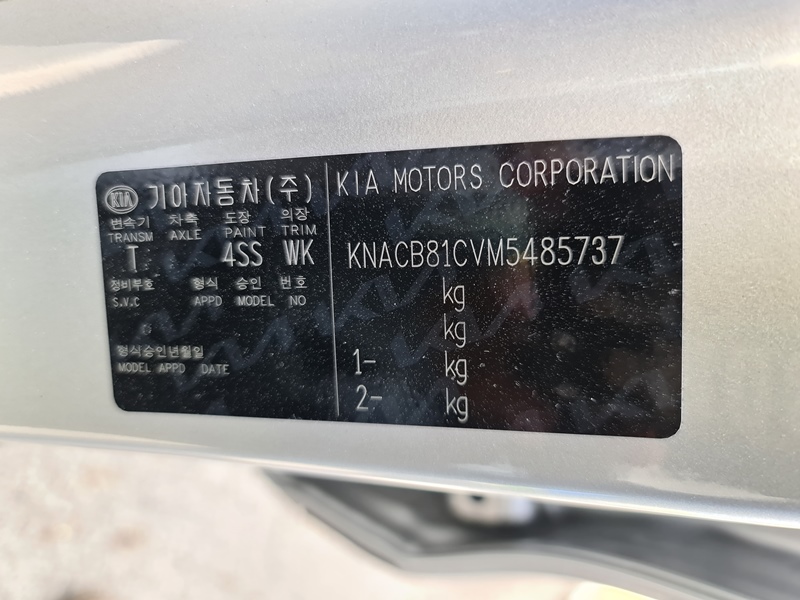 KIA 기아자동차(주)
변속기 차축 도장 의장
TRANSM AXLE PAINT TRIM
T 4SS WK
정비부호 형식 승인 번호
S.V.C APPD MODEL NO
형식승인년월일
MODEL APPD DATE
KIA MOTORS CORPORATION
KNACB81CVM5485737
kg
kg
1- kg
2- kg